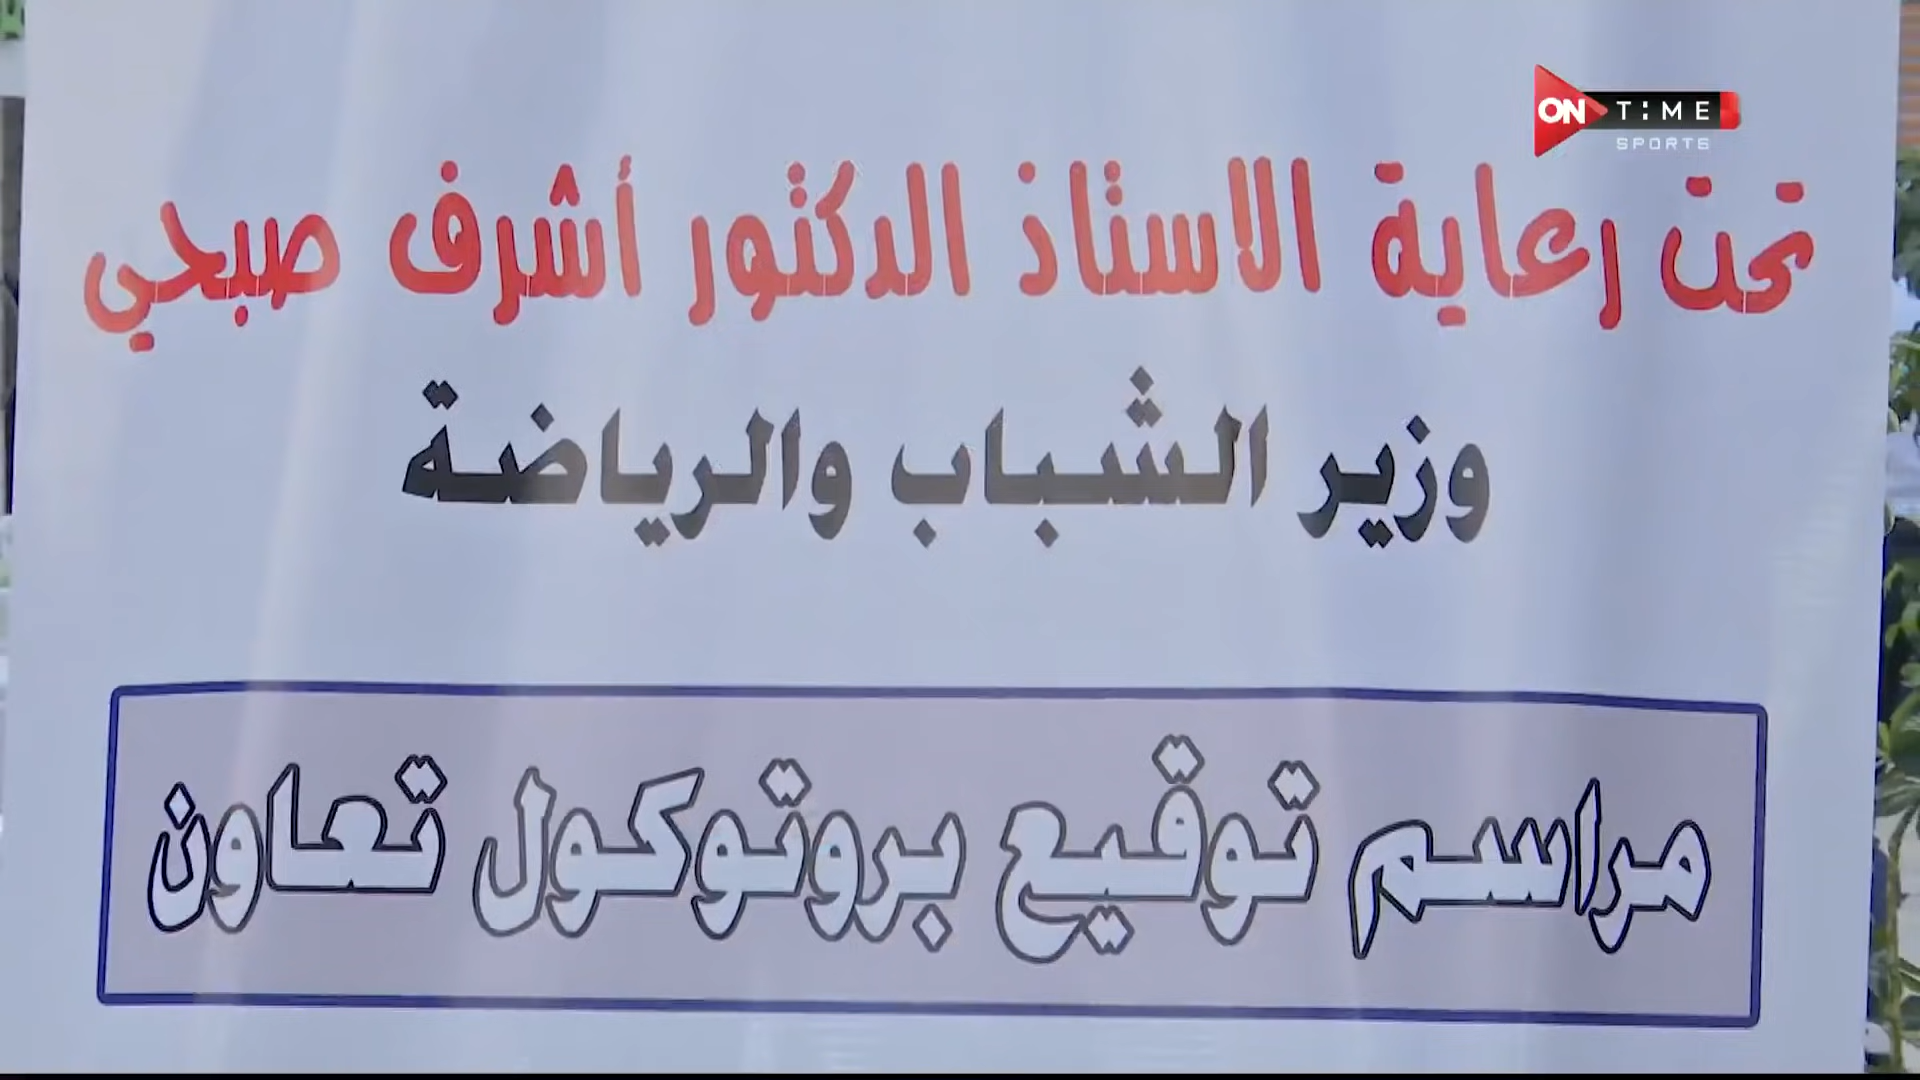 ON TIME
SPORTS
تحت رعاية الاستاذ الدكتور أشرف صبحي
وزير الشباب والرياضة
مراسم توقيع بروتوكول تعاون